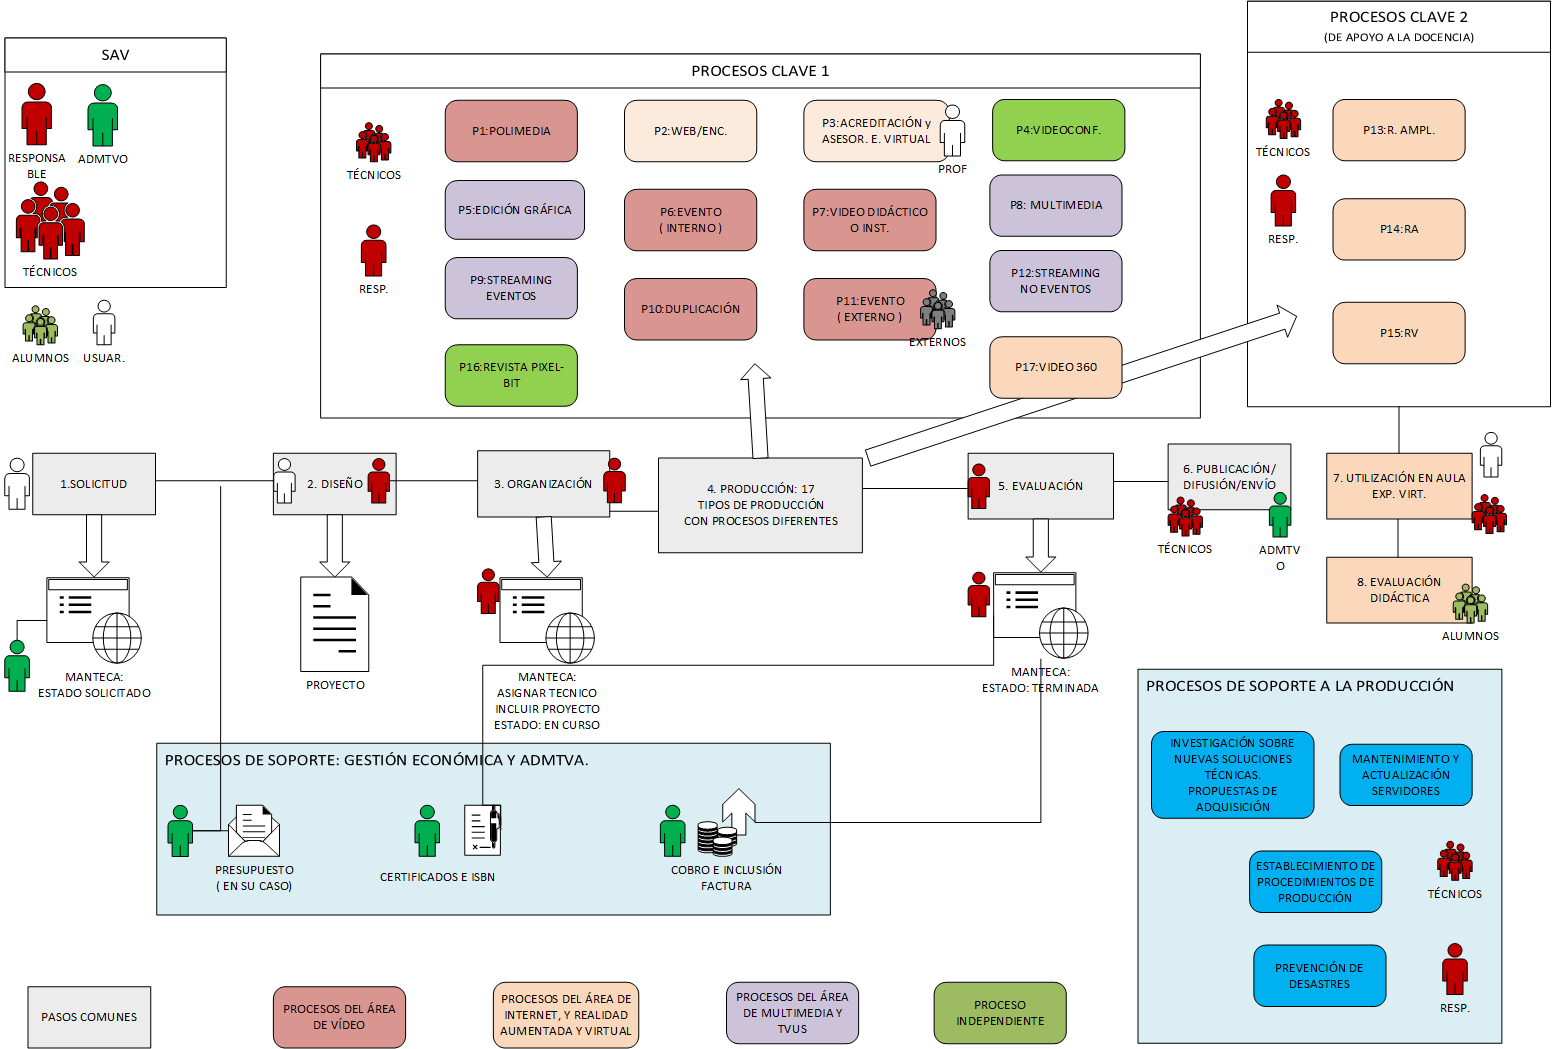 SAV
RESPONSA
BLE
ADMTVO
TÉCNICOS
ALUMNOS
USUAR.
PROCESOS CLAVE 1
TÉCNICOS
RESP.
P1:POLIMEDIA
P2:WEB/ENC.
P3:ACREDITACIÓN y
ASESOR. E. VIRTUAL
PROF
P4:VIDEOCONF.
P5:EDICIÓN GRÁFICA
P6:EVENTO
( INTERNO )
P7:VIDEO DIDÁCTICO
O INST.
P8: MULTIMEDIA
P9:STREAMING
EVENTOS
P10:DUPLICACIÓN
P11:EVENTO
( EXTERNO )
EXTERNOS
P12:STREAMING
NO EVENTOS
P16:REVISTA PIXEL-
BIT
P17:VIDEO 360
PROCESOS CLAVE 2
(DE APOYO A LA DOCENCIA)
TÉCNICOS
RESP.
P13:R. AMPL.
P14:RA
P15:RV
1.SOLICITUD
2. DISEÑO
3. ORGANIZACIÓN
4. PRODUCCIÓN: 17
TIPOS DE PRODUCCIÓN
CON PROCESOS DIFERENTES
5. EVALUACIÓN
6. PUBLICACIÓN/
DIFUSIÓN/ENVÍO
TÉCNICOS
ADMTV
O
7. UTILIZACIÓN EN AULA
EXP. VIRT.
8. EVALUACIÓN
DIDÁCTICA
ALUMNOS
MANTECA:
ESTADO SOLICITADO
PROYECTO
MANTECA:
ASIGNAR TECNICO
INCLUIR PROYECTO
ESTADO: EN CURSO
MANTECA:
ESTADO: TERMINADA
PROCESOS DE SOPORTE: GESTIÓN ECONÓMICA Y ADMTVA.
PRESUPUESTO
( EN SU CASO)
CERTIFICADOS E ISBN
COBRO E INCLUSIÓN
FACTURA
PROCESOS DE SOPORTE A LA PRODUCCIÓN
INVESTIGACIÓN SOBRE
NUEVAS SOLUCIONES
TÉCNICAS.
PROPUESTAS DE
ADQUISICIÓN
MANTENIMIENTO Y
ACTUALIZACIÓN
SERVIDORES
ESTABLECIMIENTO DE
PROCEDIMIENTOS DE
PRODUCCIÓN
TÉCNICOS
PREVENCIÓN DE
DESASTRES
RESP.
PASOS COMUNES
PROCESOS DEL ÁREA
DE VÍDEO
PROCESOS DEL ÁREA DE
INTERNET, Y REALIDAD
AUMENTADA Y VIRTUAL
PROCESOS DEL ÁREA
DE MULTIMEDIA Y
TVUS
PROCESO
INDEPENDIENTE